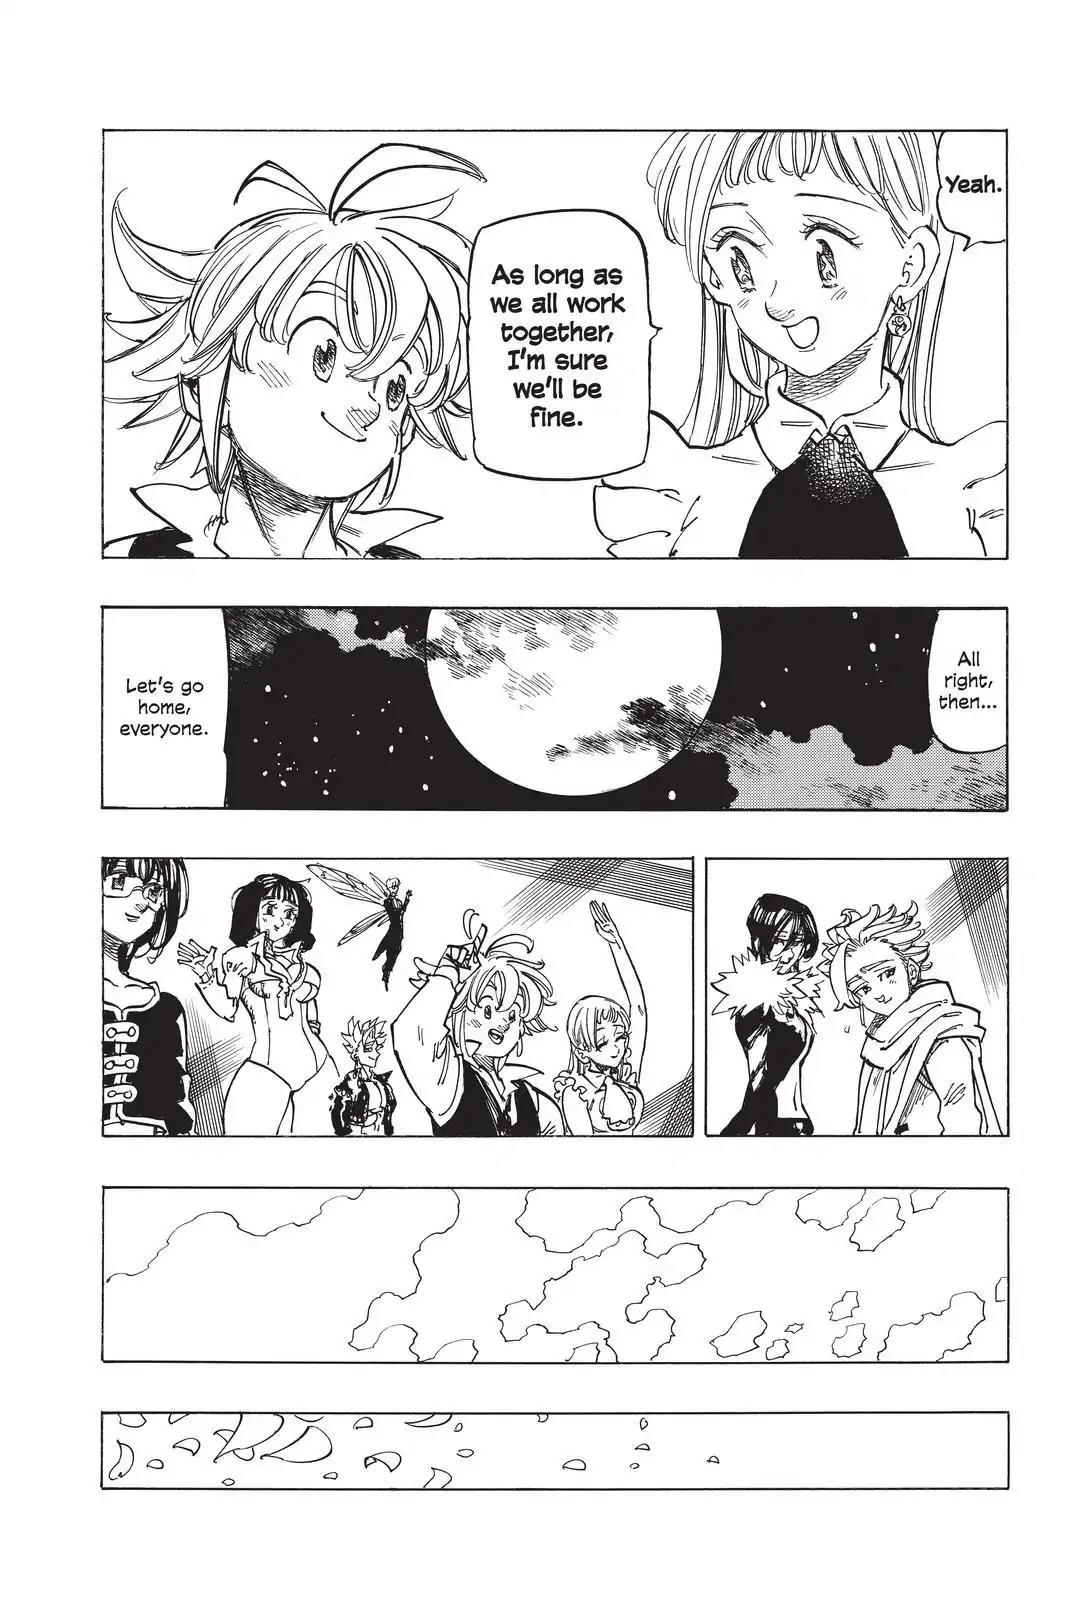 Yeah.
As long as
we all work
together,
I'm sure
we'll be
fine.
All
right,
then...
Let's go
home,
everyone.